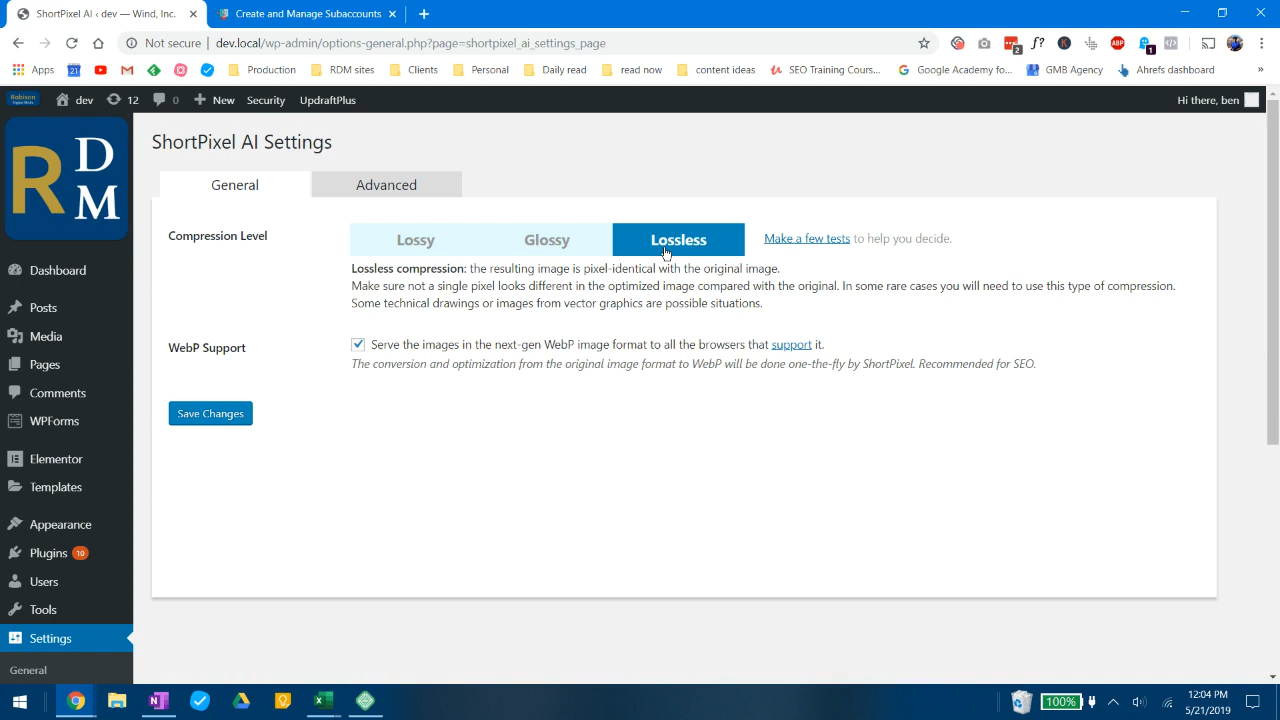 ShortPixel AI ‹ dev — Wind, Inc.
Create and Manage Subaccounts
Not secure
dev.local/wp-admin/options-general.php?page=shortpixel_ai_settings_page
2
f?
ABP
1
Apps
Production
RDM sites
Clients
Personal
Daily read
read now
content ideas
SEO Training Cours...
Google Academy fo...
GMB Agency
Ahrefs dashboard
dev
12
0
New
Security
UpdraftPlus
Hi there, ben
R D M
ShortPixel AI Settings
General
Advanced
Compression Level
Lossy
Glossy
Lossless
Make a few tests to help you decide.
Lossless compression: the resulting image is pixel-identical with the original image.
Make sure not a single pixel looks different in the optimized image compared with the original. In some rare cases you will need to use this type of compression.
Some technical drawings or images from vector graphics are possible situations.
WebP Support
Serve the images in the next-gen WebP image format to all the browsers that support it.
The conversion and optimization from the original image format to WebP will be done one-the-fly by ShortPixel. Recommended for SEO.
Save Changes
Dashboard
Posts
Media
Pages
Comments
WPForms
Elementor
Templates
Appearance
Plugins 10
Users
Tools
Settings
General
100%
12:04 PM
5/21/2019